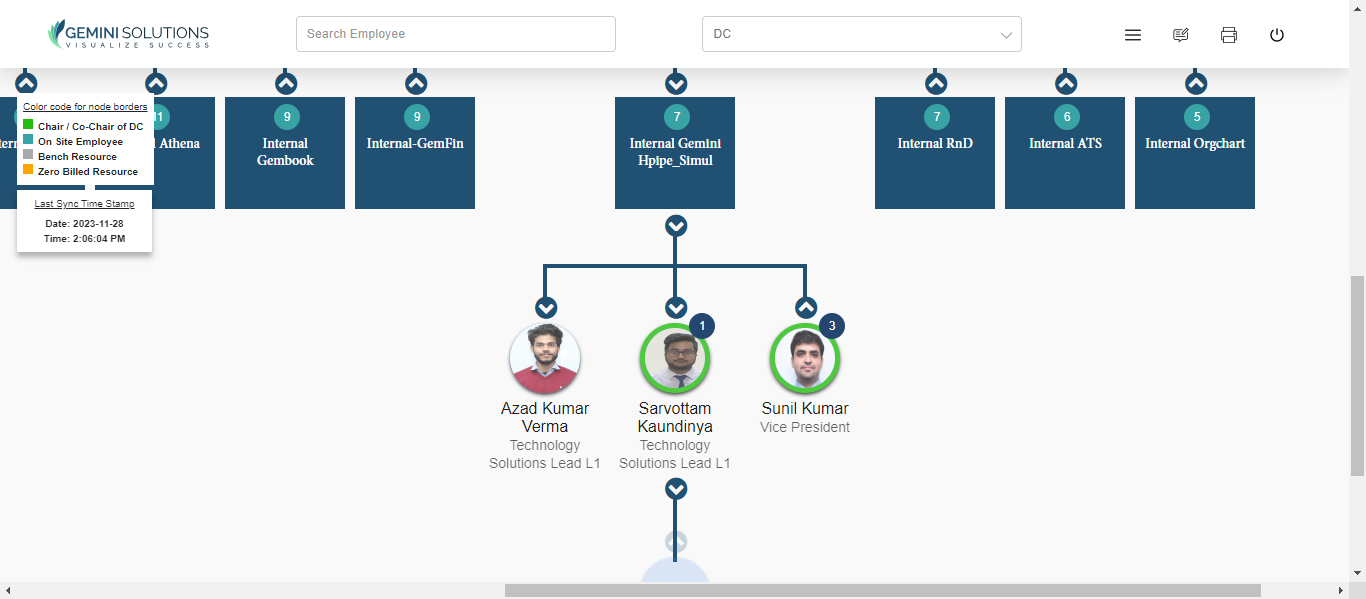 GEMINI SOLUTIONS
VISUALIZE SUCCESS
Search Employee
DC
Color code for node borders
Chair / Co-Chair of DC
On Site Employee
Bench Resource
Zero Billed Resource
Last Sync Time Stamp
Date: 2023-11-28
Time: 2:06:04 PM
11
Athena
9
Internal
Gembook
9
Internal-GemFin
7
Internal Gemini
Hpipe_Simul
7
Internal RnD
6
Internal ATS
5
Internal Orgchart
Azad Kumar
Verma
Technology
Solutions Lead L1
1
Sarvottam
Kaundinya
Technology
Solutions Lead L1
3
Sunil Kumar
Vice President